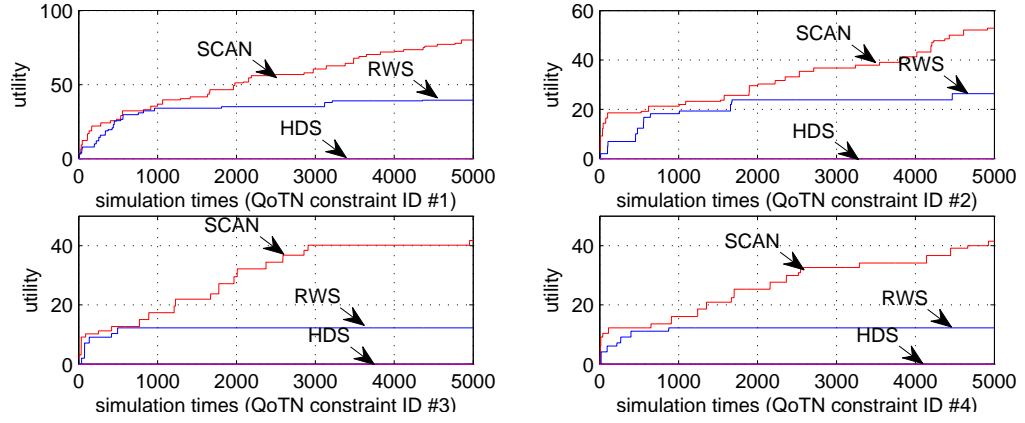 100
50
0
utility
SCAN
RWS
HDS
0 1000 2000 3000 4000 5000
simulation times (QoTN constraint ID #1)
60
40
20
0
utility
SCAN
RWS
HDS
0 1000 2000 3000 4000 5000
simulation times (QoTN constraint ID #2)
40
20
0
utility
SCAN
RWS
HDS
0 1000 2000 3000 4000 5000
simulation times (QoTN constraint ID #3)
40
20
0
utility
SCAN
RWS
HDS
0 1000 2000 3000 4000 5000
simulation times (QoTN constraint ID #4)